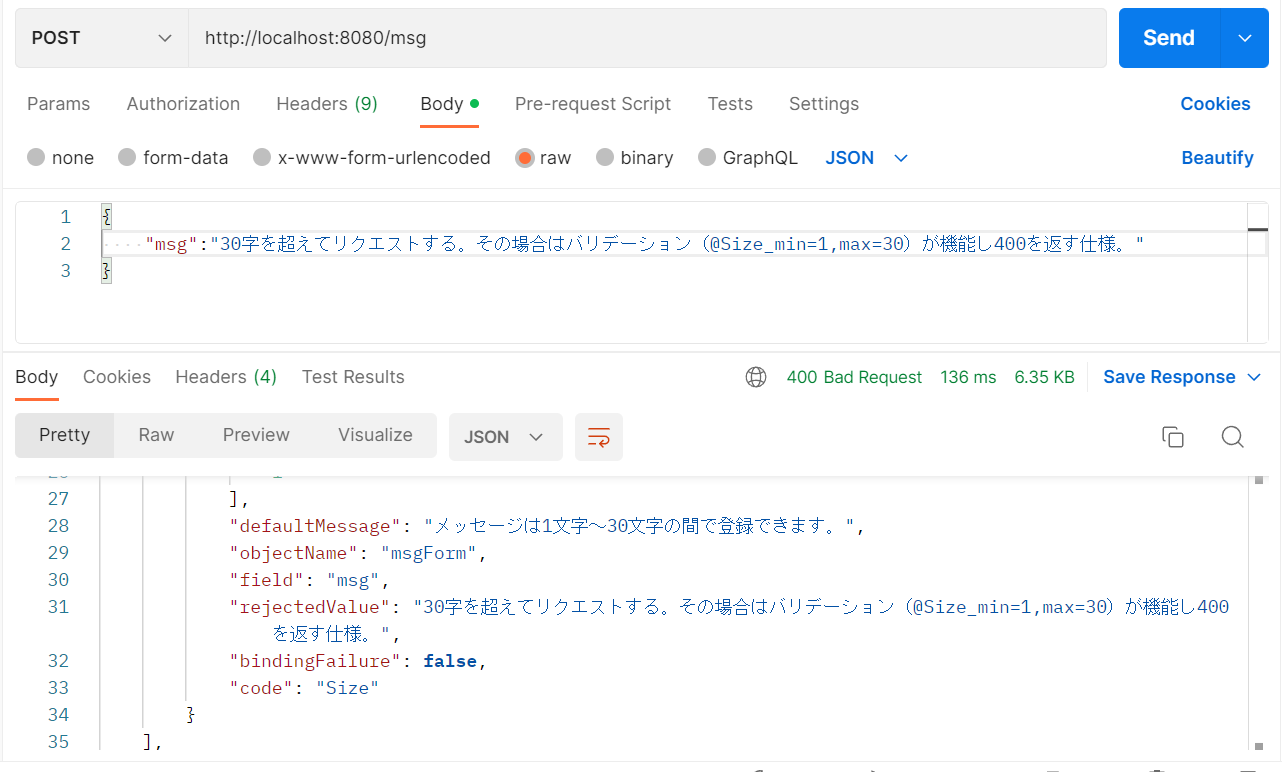 POST http://localhost:8080/msg Send
Params Authorization Headers (9) Body Pre-request Script Tests Settings Cookies
none form-data x-www-form-urlencoded raw binary GraphQL JSON Beautify
1 {
2 "msg":"30字を超えてリクエストする。その場合はバリデーション（@Size_min=1,max=30）が機能し400を返す仕様。"
3 }
Body Cookies Headers (4) Test Results 400 Bad Request 136 ms 6.35 KB Save Response
Pretty Raw Preview Visualize JSON
27 ],
28 "defaultMessage": "メッセージは1文字～30文字の間で登録できます。",
29 "objectName": "msgForm",
30 "field": "msg",
31 "rejectedValue": "30字を超えてリクエストする。その場合はバリデーション（@Size_min=1,max=30）が機能し400
を返す仕様。",
32 "bindingFailure": false,
33 "code": "Size"
34 }
35 ],